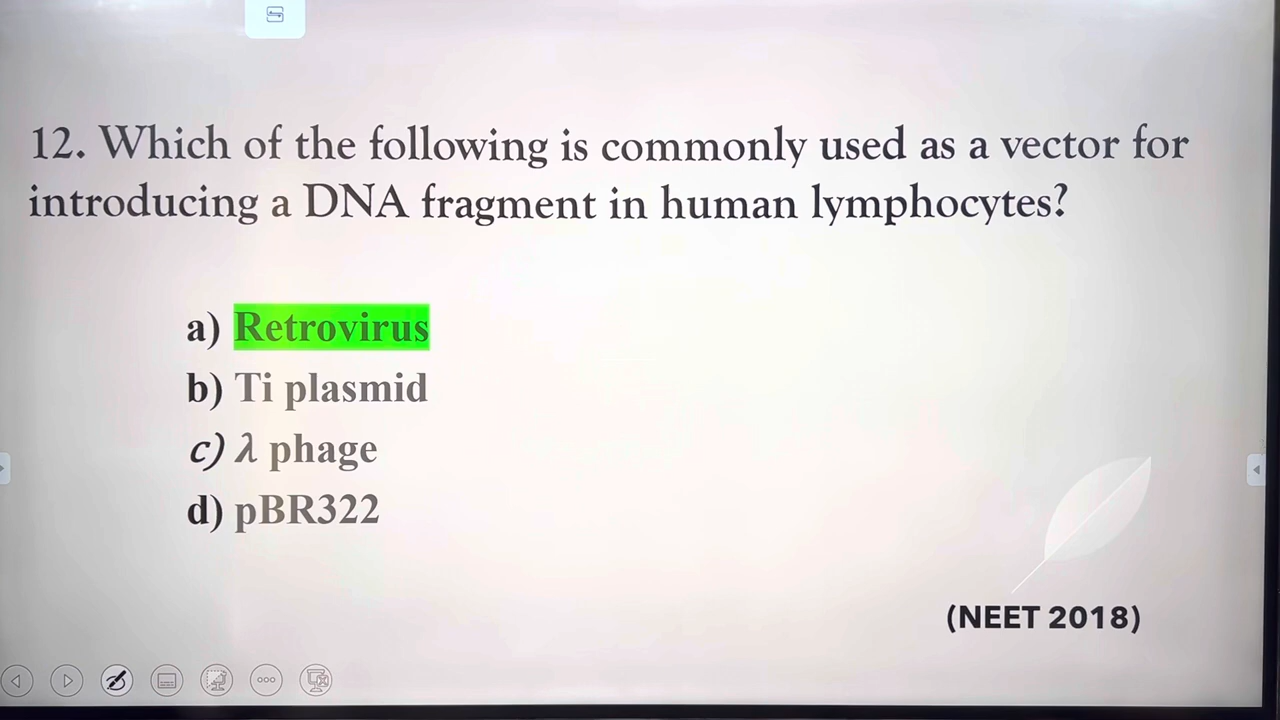 12. Which of the following is commonly used as a vector for
introducing a DNA fragment in human lymphocytes?
a) Retrovirus
b) Ti plasmid
c) λ phage
d) pBR322
(NEET 2018)